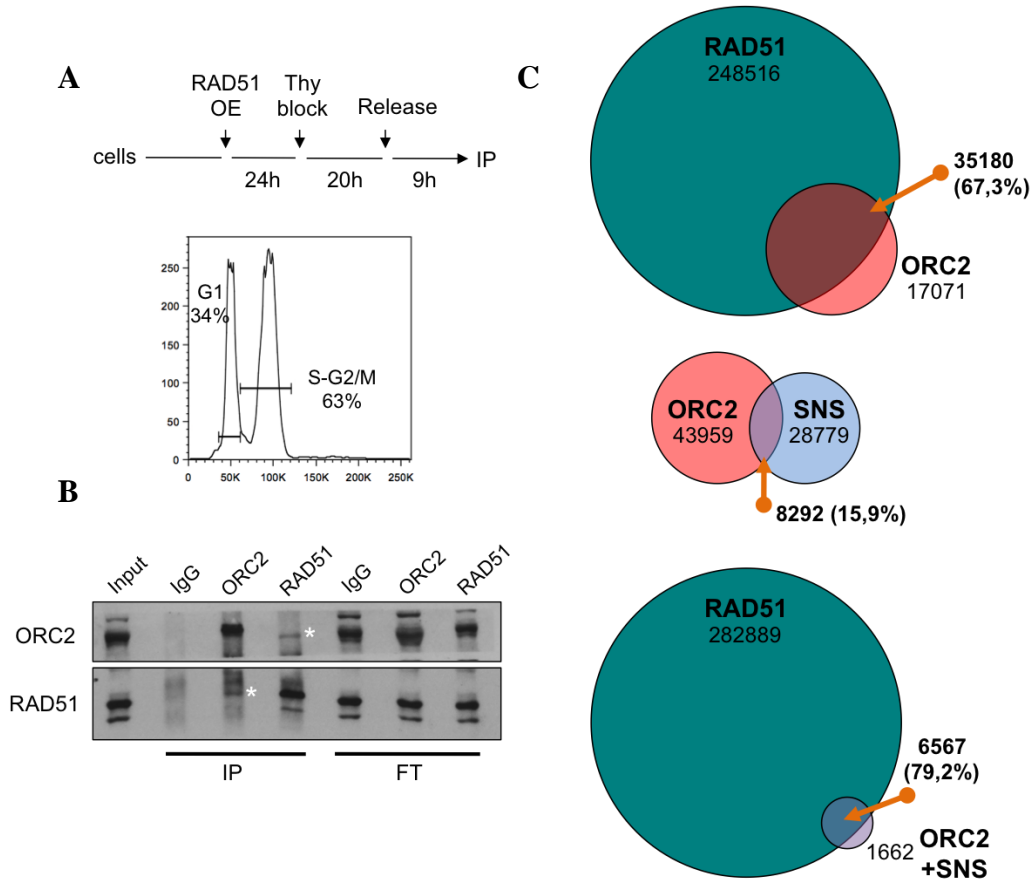 A
RAD51
OE
Thy
block
Release
cells
IP
24h
20h
9h
250
200
150
100
50
0
G1
34%
S-G2/M
63%
0
50K
100K
150K
200K
250K
B
Input
IgG
ORC2
RAD51
IgG
ORC2
RAD51
ORC2
*
RAD51
*
IP
FT
C
RAD51
248516
35180
(67,3%)
ORC2
17071
ORC2
43959
SNS
28779
8292 (15,9%)
RAD51
282889
6567
(79,2%)
1662
ORC2
+SNS